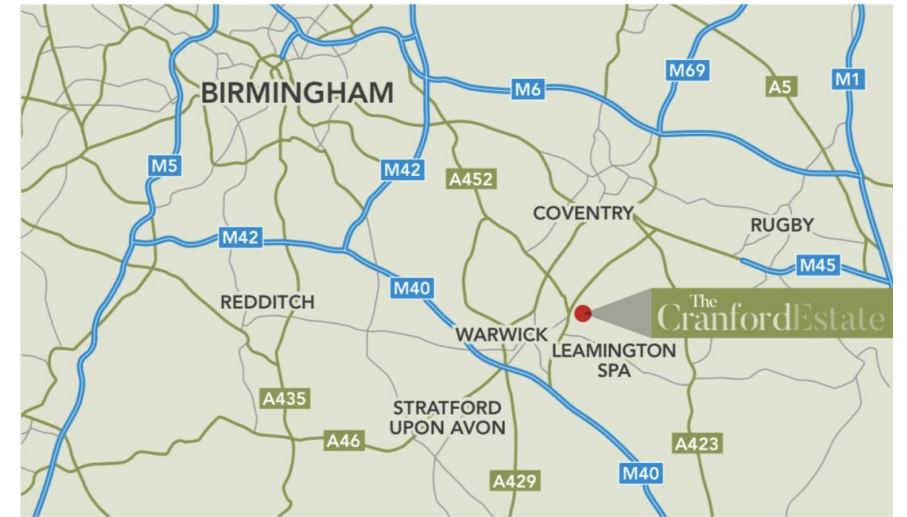 BIRMINGHAM
M6
M69
A5
M1
M5
M42
A452
COVENTRY
RUGBY
M42
M45
REDDITCH
M40
The
CranfordEstate
WARWICK
LEAMINGTON
SPA
A435
STRATFORD
UPON AVON
A46
A423
A429
M40